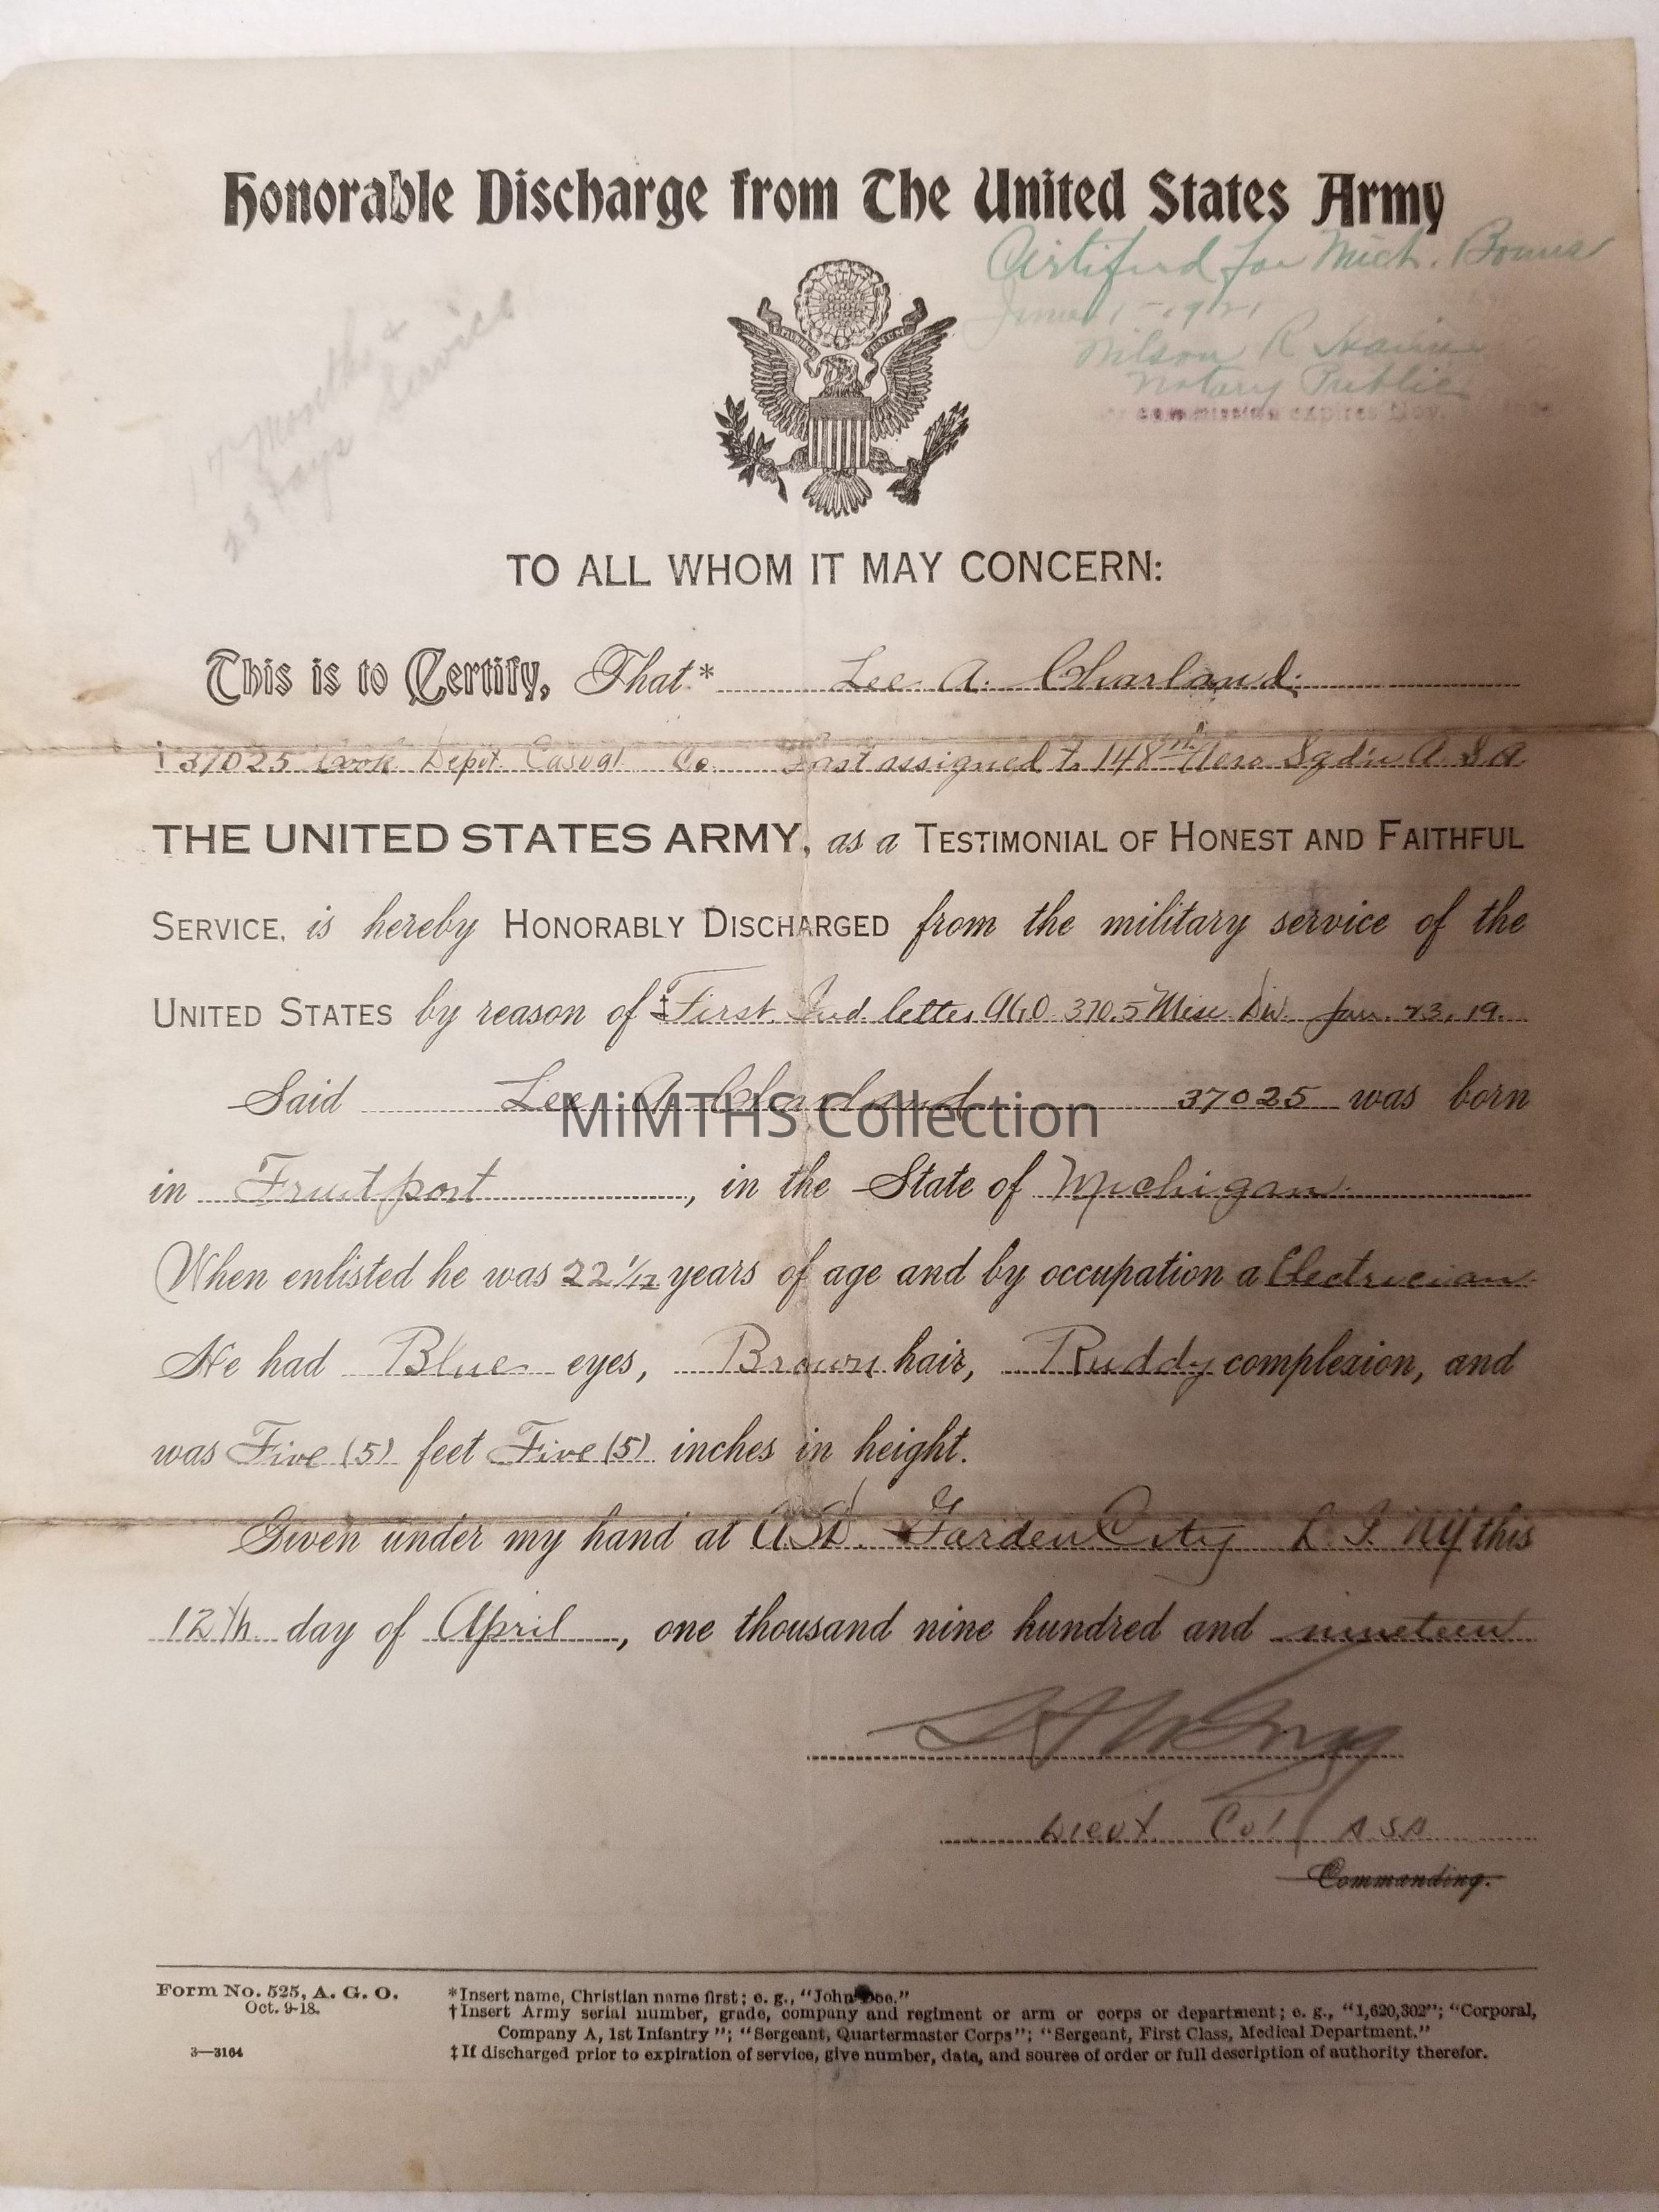 Honorable Discharge from The United States Army
Certified for Mich. Bonus
June 1-1921
Wilson R
Notary Public
commission expires Nov.
17 Months &
23 Days Service
TO ALL WHOM IT MAY CONCERN:
This is to Certify, That* Lee A. Charland
†37025 Cook Depot Casual Co. Last assigned to 148th Aero Sqd'n A.S.A
THE UNITED STATES ARMY, as a TESTIMONIAL OF HONEST AND FAITHFUL
SERVICE, is hereby HONORABLY DISCHARGED from the military service of the
UNITED STATES by reason of ‡First Ind. letter AGO 370.5 Misc Div. Jan. 23, 19.
Said Lee A Charland 37025 was born
MiMTHS Collection
in Fruitport, in the State of Michigan
When enlisted he was 22 1/12 years of age and by occupation a Electrician
He had Blue eyes, Brown hair, Ruddy complexion, and
was Five (5) feet Five (5) inches in height.
Given under my hand at A.S.D. Garden City L.I. NY this
12th day of April, one thousand nine hundred and nineteen
Lieut Col ASA
Commanding.
Form No. 525, A. G. O.
Oct. 9-18.
3—3164
*Insert name, Christian name first; e. g., "John Doe."
†Insert Army serial number, grade, company and regiment or arm or corps or department; e. g., "1,620,302"; "Corporal,
Company A, 1st Infantry"; "Sergeant, Quartermaster Corps"; "Sergeant, First Class, Medical Department."
‡If discharged prior to expiration of service, give number, date, and source of order or full description of authority therefor.